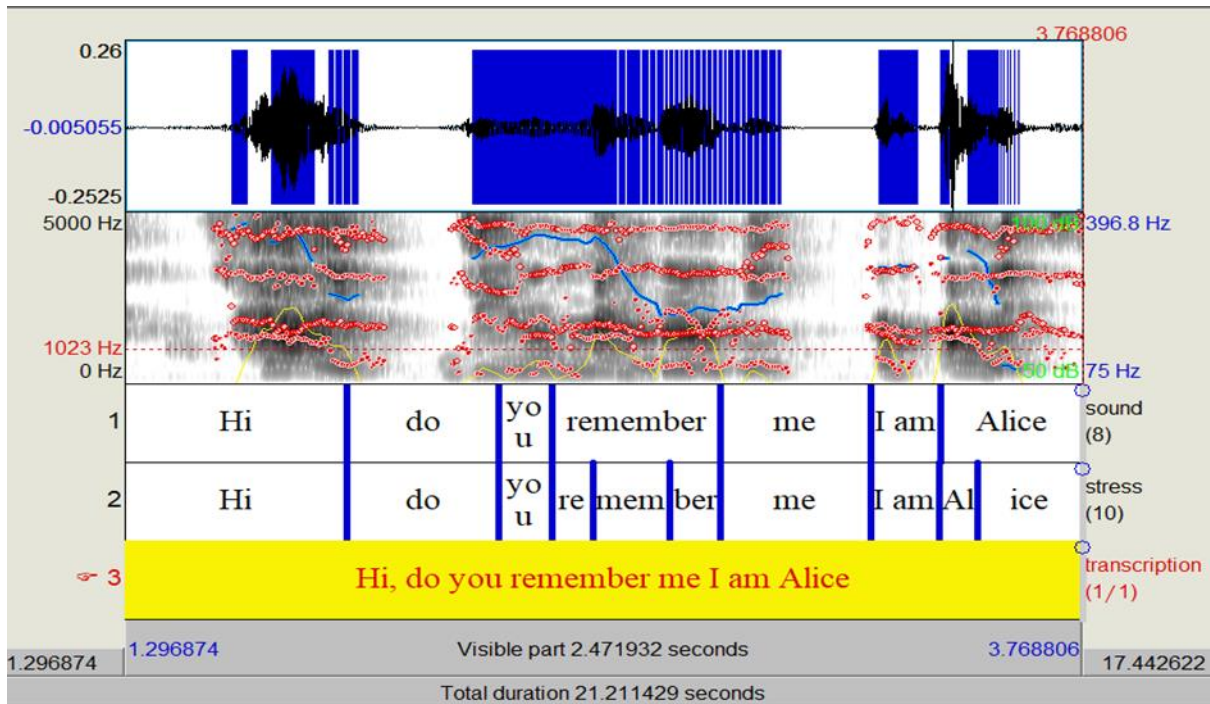 3.768806
0.26
-0.005055
-0.2525
5000 Hz
100 dB 396.8 Hz
1023 Hz
0 Hz
50 dB 75 Hz
1 Hi do yo
u remember me I am Alice sound
(8)
2 Hi do yo
u re mem ber me I am Al ice stress
(10)
☞ 3 Hi, do you remember me I am Alice transcription
(1/1)
1.296874 1.296874 Visible part 2.471932 seconds 3.768806 17.442622
Total duration 21.211429 seconds